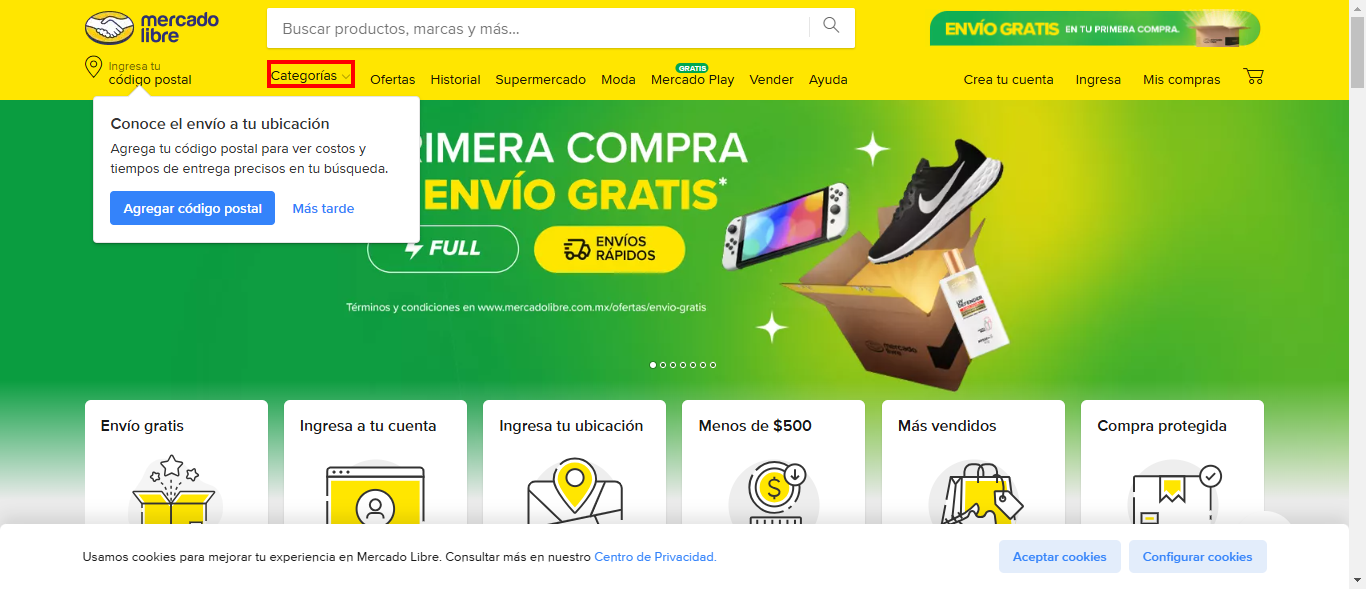 mercado
libre
Buscar productos, marcas y más...
ENVÍO GRATIS EN TU PRIMERA COMPRA.
Ingresa tu
código postal
Categorías
Ofertas
Historial
Supermercado
Moda
GRATIS
Mercado Play
Vender
Ayuda
Crea tu cuenta
Ingresa
Mis compras
Conoce el envío a tu ubicación
Agrega tu código postal para ver costos y
tiempos de entrega precisos en tu búsqueda.
Agregar código postal
Más tarde
RIMERA COMPRA
ENVÍO GRATIS*
FULL
ENVÍOS
RÁPIDOS
Términos y condiciones en www.mercadolibre.com.mx/ofertas/envio-gratis
mercado
libre
UV
DEFENDER
Envío gratis
Ingresa a tu cuenta
Ingresa tu ubicación
Menos de $500
Más vendidos
Compra protegida
Usamos cookies para mejorar tu experiencia en Mercado Libre. Consultar más en nuestro Centro de Privacidad.
Aceptar cookies
Configurar cookies